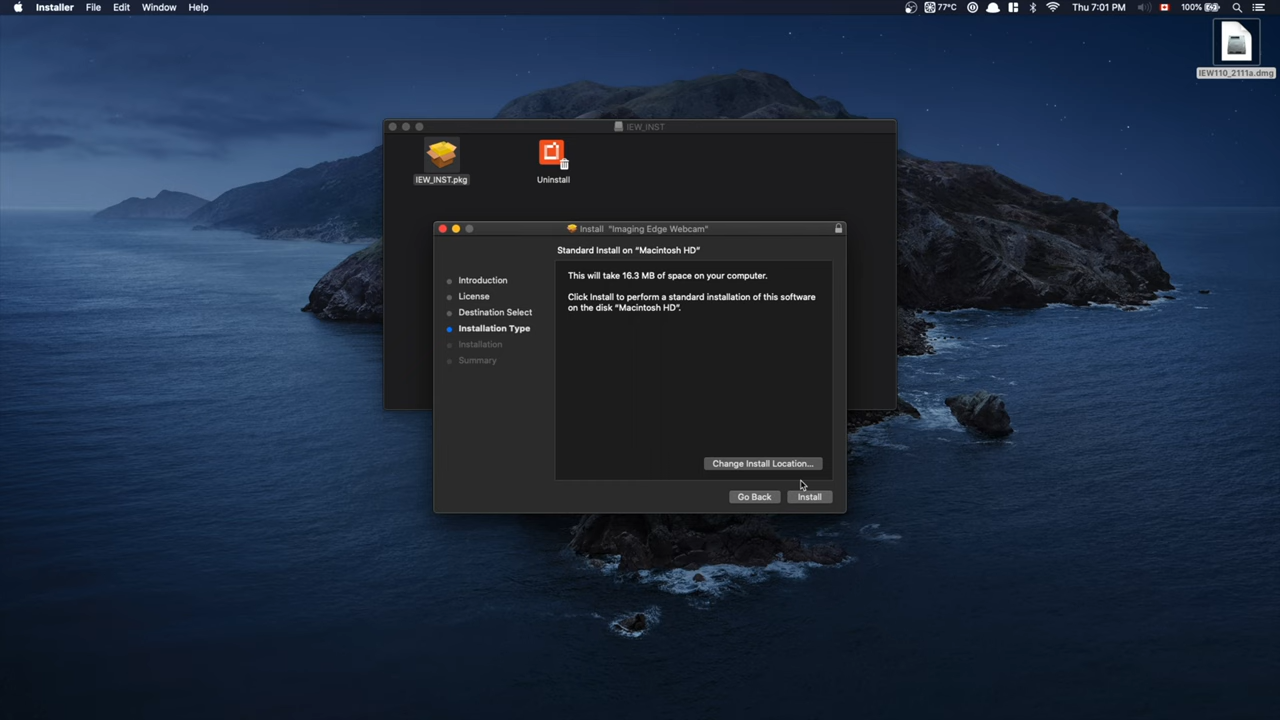 Installer File Edit Window Help
77°C Thu 7:01 PM 100%
IEW110_2111a.dmg
IEW_INST
IEW_INST.pkg
Uninstall
Install "Imaging Edge Webcam"
Standard Install on “Macintosh HD”
Introduction
License
Destination Select
Installation Type
Installation
Summary
This will take 16.3 MB of space on your computer.
Click Install to perform a standard installation of this software
on the disk “Macintosh HD”.
Change Install Location...
Go Back
Install